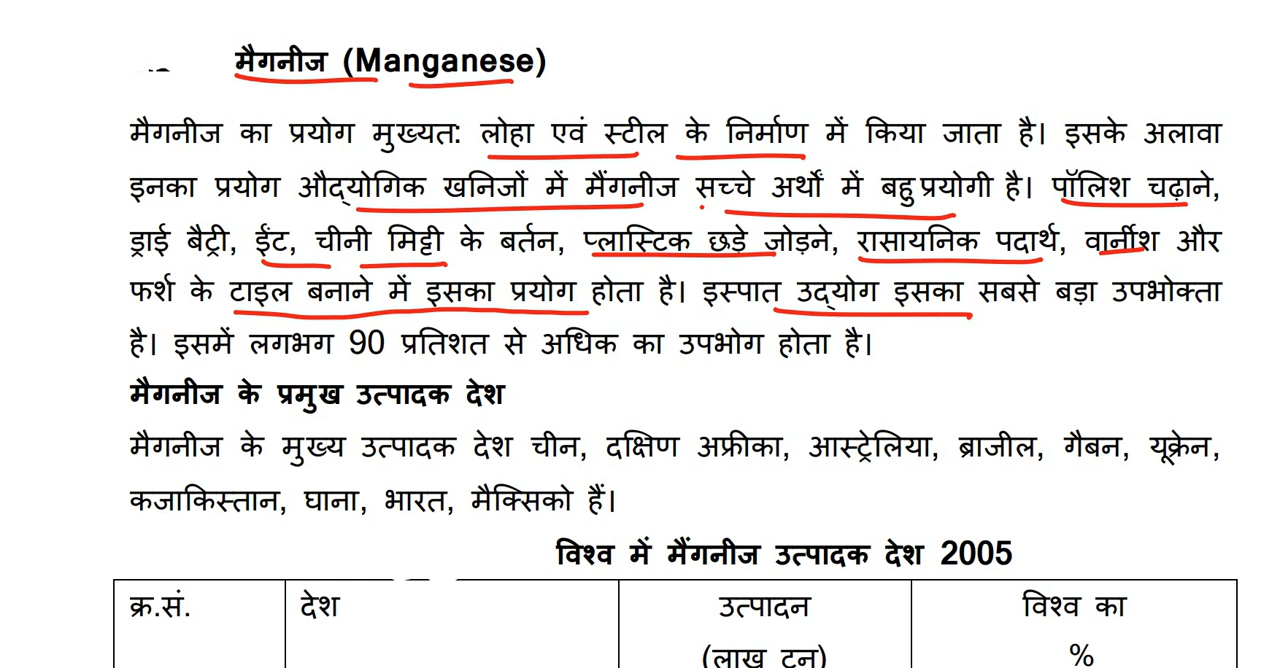 मैगनीज (Manganese)
मैगनीज का प्रयोग मुख्यत: लोहा एवं स्टील के निर्माण में किया जाता है। इसके अलावा
इनका प्रयोग औद्योगिक खनिजों में मैंगनीज सच्चे अर्थों में बहुप्रयोगी है। पॉलिश चढ़ाने,
ड्राई बैट्री, ईंट, चीनी मिट्टी के बर्तन, प्लास्टिक छड़े जोड़ने, रासायनिक पदार्थ, वार्नीश और
फर्श के टाइल बनाने में इसका प्रयोग होता है। इस्पात उद्योग इसका सबसे बड़ा उपभोक्ता
है। इसमें लगभग 90 प्रतिशत से अधिक का उपभोग होता है।
मैगनीज के प्रमुख उत्पादक देश
मैगनीज के मुख्य उत्पादक देश चीन, दक्षिण अफ्रीका, आस्ट्रेलिया, ब्राजील, गैबन, यूक्रेन,
कजाकिस्तान, घाना, भारत, मैक्सिको हैं।
विश्व में मैंगनीज उत्पादक देश 2005
क्र.सं. देश उत्पादन विश्व का
(लाख टन) %